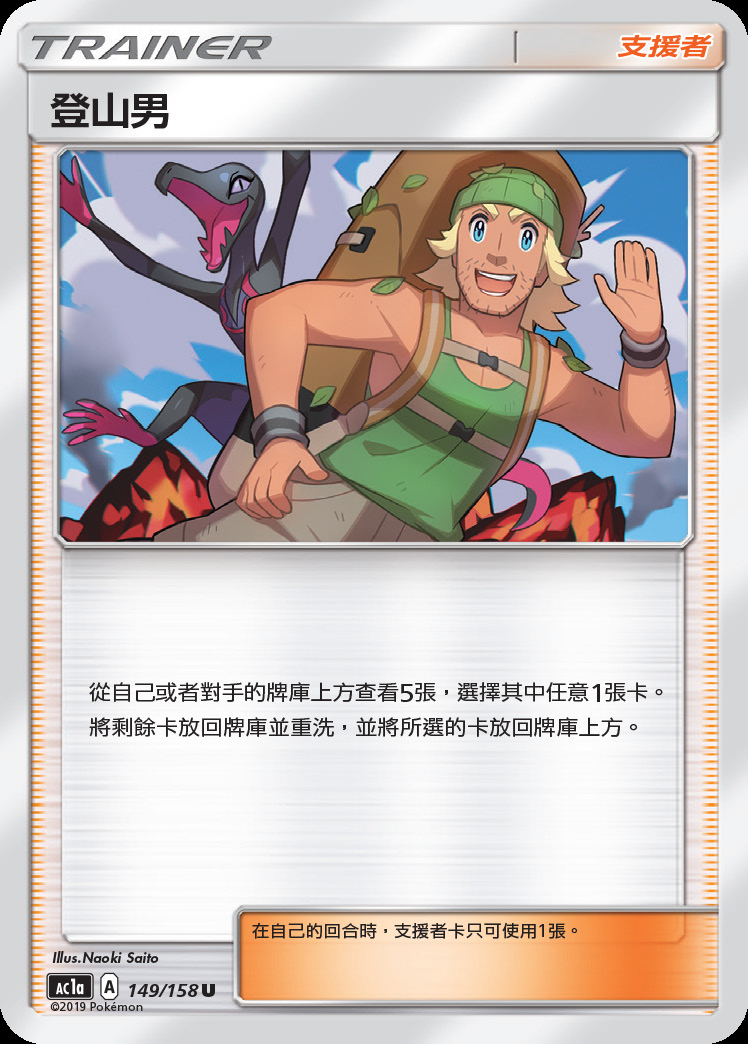 TRAINER
支援者
登山男
從自己或者對手的牌庫上方查看5張，選擇其中任意1張卡。
將剩餘卡放回牌庫並重洗，並將所選的卡放回牌庫上方。
在自己的回合時，支援者卡只可使用1張。
Illus.Naoki Saito
AC1a A 149/158 U
©2019 Pokémon